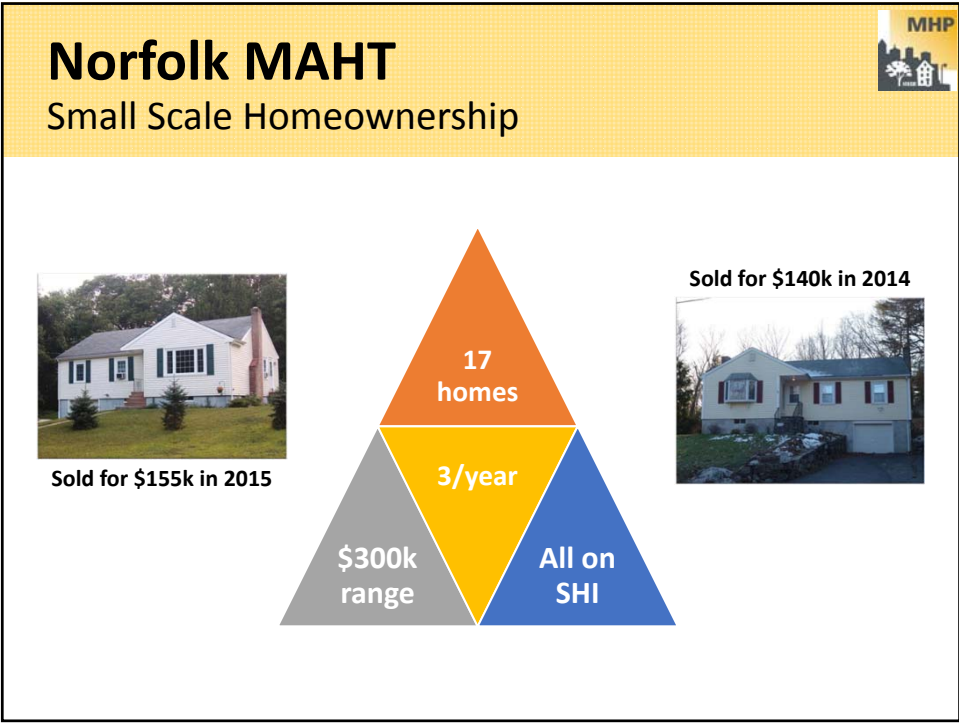 Norfolk MAHT
Small Scale Homeownership
MHP
Sold for $140k in 2014
17
homes
3/year
Sold for $155k in 2015
$300k
range
All on
SHI